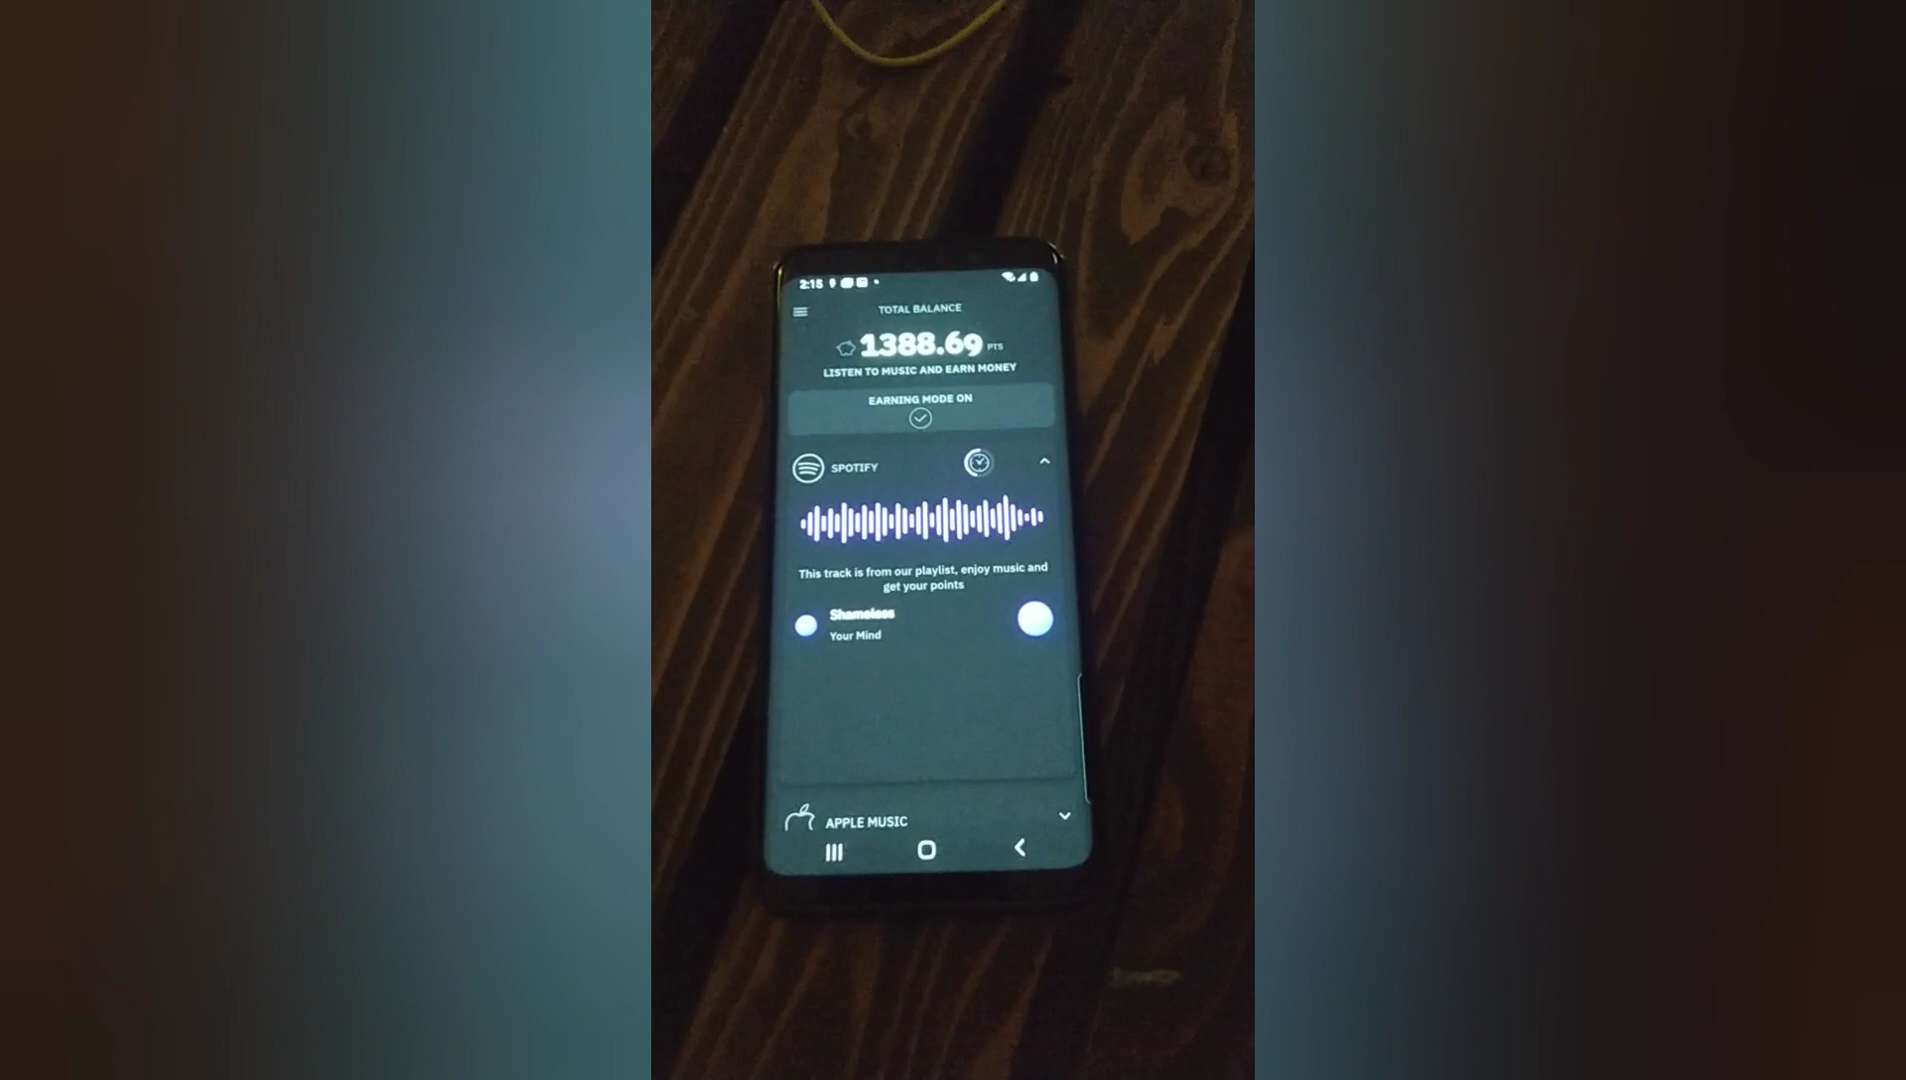 2:15
TOTAL BALANCE
1388.69 PTS
LISTEN TO MUSIC AND EARN MONEY
EARNING MODE ON
SPOTIFY
This track is from our playlist, enjoy music and
get your points
Shameless
Your Mind
APPLE MUSIC